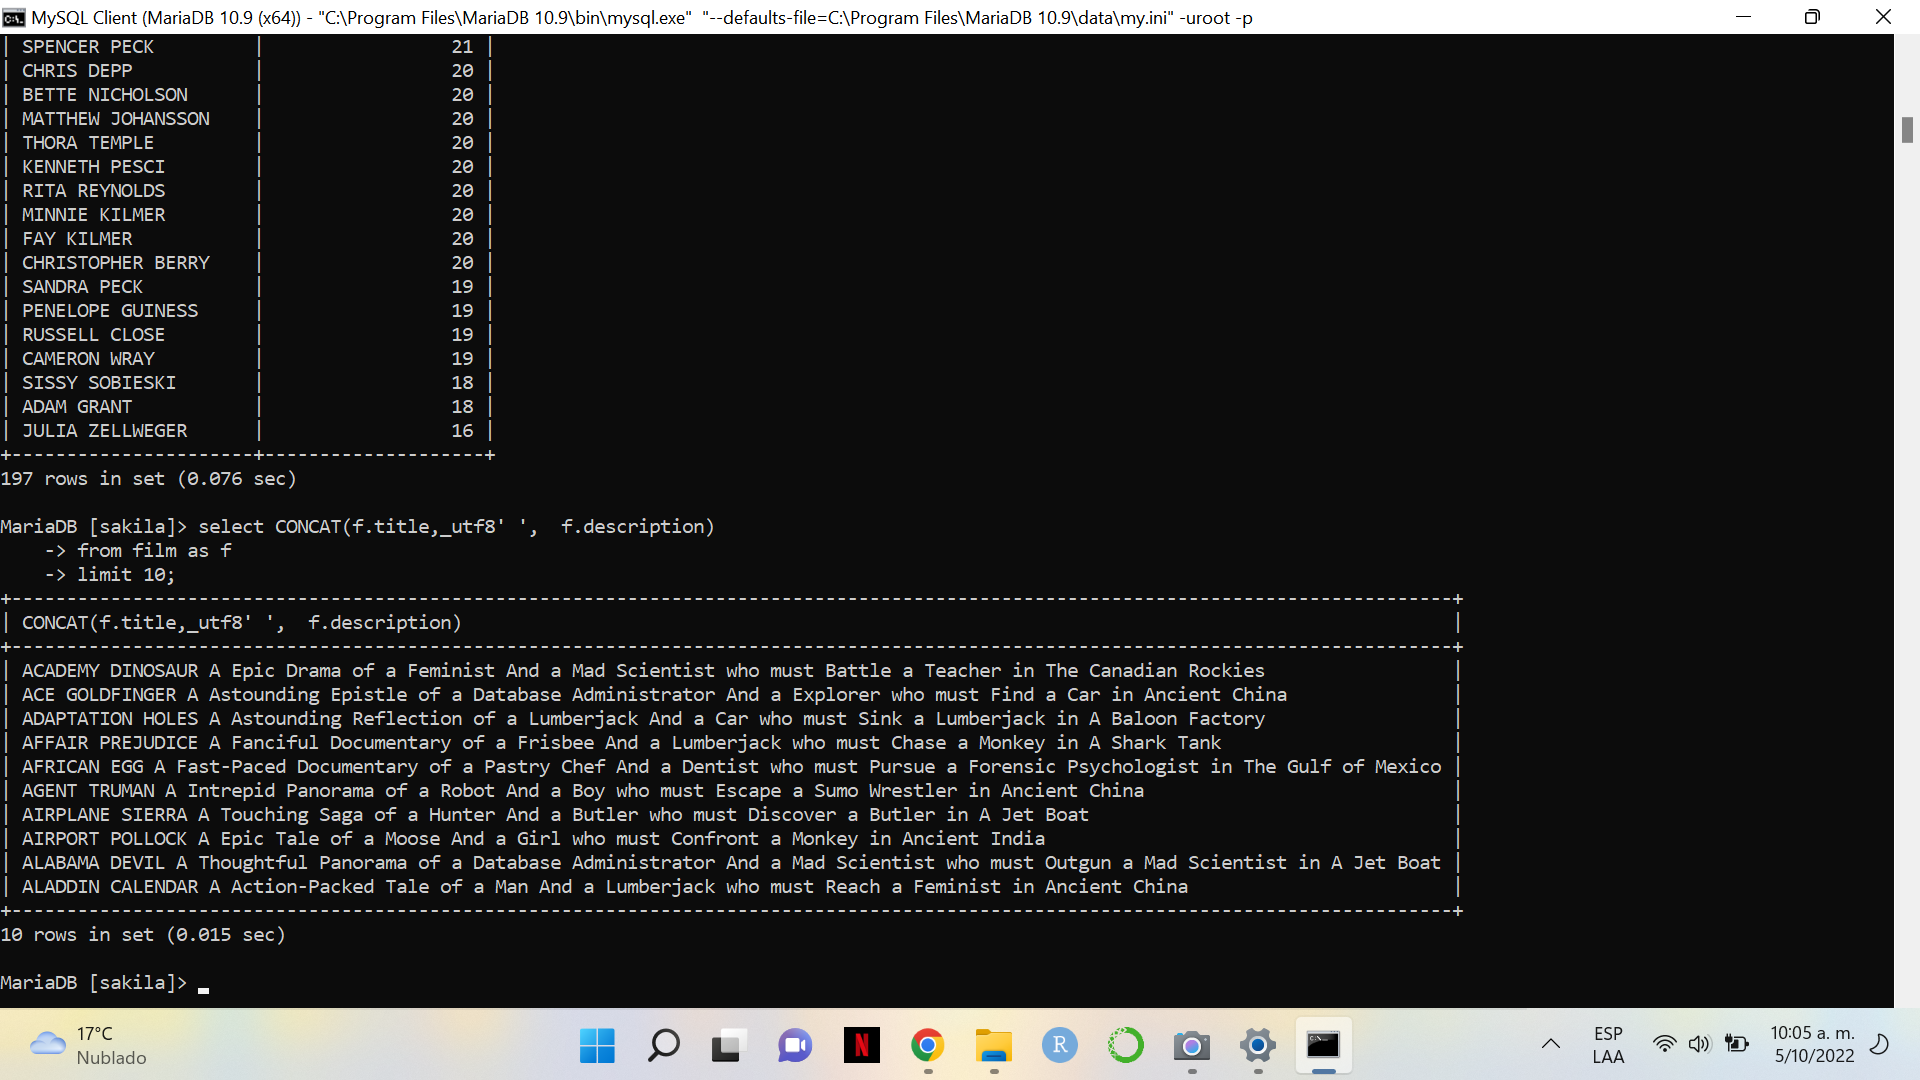 MySQL Client (MariaDB 10.9 (x64)) - "C:\Program Files\MariaDB 10.9\bin\mysql.exe"  "--defaults-file=C:\Program Files\MariaDB 10.9\data\my.ini" -uroot -p
| SPENCER PECK         |                 21 |
| CHRIS DEPP           |                 20 |
| BETTE NICHOLSON      |                 20 |
| MATTHEW JOHANSSON    |                 20 |
| THORA TEMPLE         |                 20 |
| KENNETH PESCI        |                 20 |
| RITA REYNOLDS        |                 20 |
| MINNIE KILMER        |                 20 |
| FAY KILMER           |                 20 |
| CHRISTOPHER BERRY    |                 20 |
| SANDRA PECK          |                 19 |
| PENELOPE GUINESS     |                 19 |
| RUSSELL CLOSE        |                 19 |
| CAMERON WRAY         |                 19 |
| SISSY SOBIESKI       |                 18 |
| ADAM GRANT           |                 18 |
| JULIA ZELLWEGER      |                 16 |
+----------------------+--------------------+
197 rows in set (0.076 sec)
MariaDB [sakila]> select CONCAT(f.title,_utf8' ',  f.description)
    -> from film as f
    -> limit 10;
+-----------------------------------------------------------------------------------------------------------------------------------+
| CONCAT(f.title,_utf8' ',  f.description)                                                                                          |
+-----------------------------------------------------------------------------------------------------------------------------------+
| ACADEMY DINOSAUR A Epic Drama of a Feminist And a Mad Scientist who must Battle a Teacher in The Canadian Rockies                 |
| ACE GOLDFINGER A Astounding Epistle of a Database Administrator And a Explorer who must Find a Car in Ancient China               |
| ADAPTATION HOLES A Astounding Reflection of a Lumberjack And a Car who must Sink a Lumberjack in A Baloon Factory                 |
| AFFAIR PREJUDICE A Fanciful Documentary of a Frisbee And a Lumberjack who must Chase a Monkey in A Shark Tank                     |
| AFRICAN EGG A Fast-Paced Documentary of a Pastry Chef And a Dentist who must Pursue a Forensic Psychologist in The Gulf of Mexico |
| AGENT TRUMAN A Intrepid Panorama of a Robot And a Boy who must Escape a Sumo Wrestler in Ancient China                            |
| AIRPLANE SIERRA A Touching Saga of a Hunter And a Butler who must Discover a Butler in A Jet Boat                                 |
| AIRPORT POLLOCK A Epic Tale of a Moose And a Girl who must Confront a Monkey in Ancient India                                     |
| ALABAMA DEVIL A Thoughtful Panorama of a Database Administrator And a Mad Scientist who must Outgun a Mad Scientist in A Jet Boat |
| ALADDIN CALENDAR A Action-Packed Tale of a Man And a Lumberjack who must Reach a Feminist in Ancient China                        |
+-----------------------------------------------------------------------------------------------------------------------------------+
10 rows in set (0.015 sec)
MariaDB [sakila]> _
17°C
Nublado
N
R
ESP
LAA
10:05 a. m.
5/10/2022